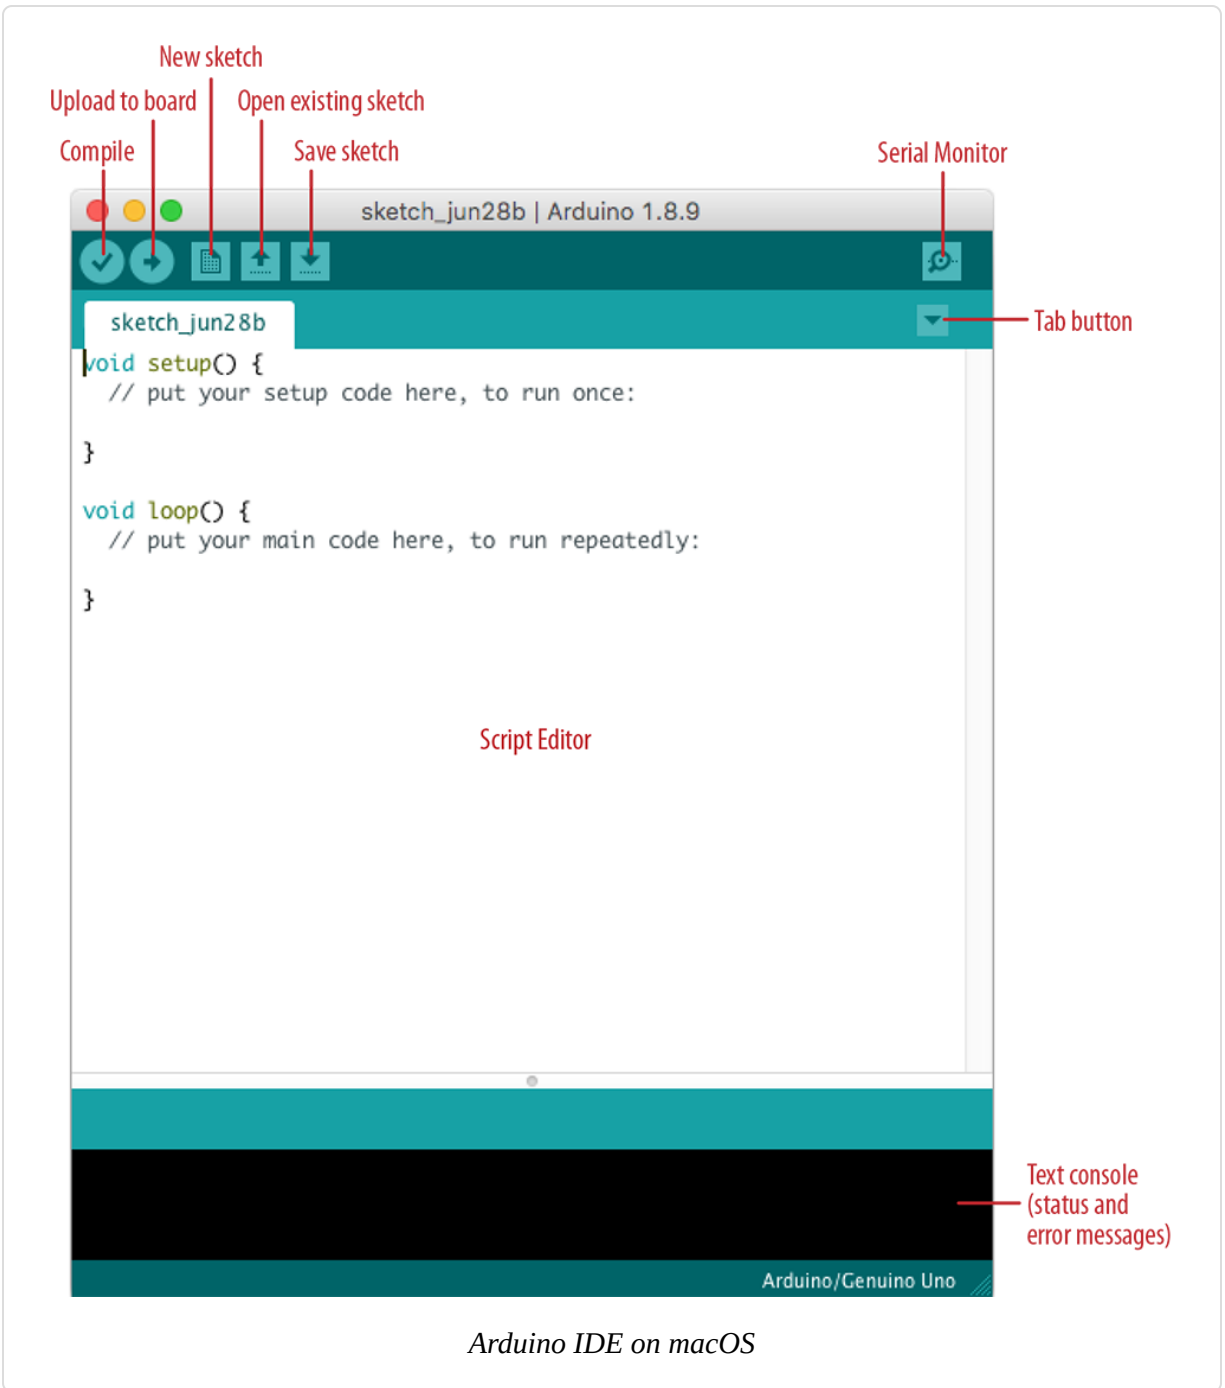 New sketch
Upload to board
Open existing sketch
Compile
Save sketch
Serial Monitor
sketch_jun28b | Arduino 1.8.9
sketch_jun28b
Tab button
void setup() {
  // put your setup code here, to run once:
}
void loop() {
  // put your main code here, to run repeatedly:
}
Script Editor
Text console
(status and
error messages)
Arduino/Genuino Uno
Arduino IDE on macOS